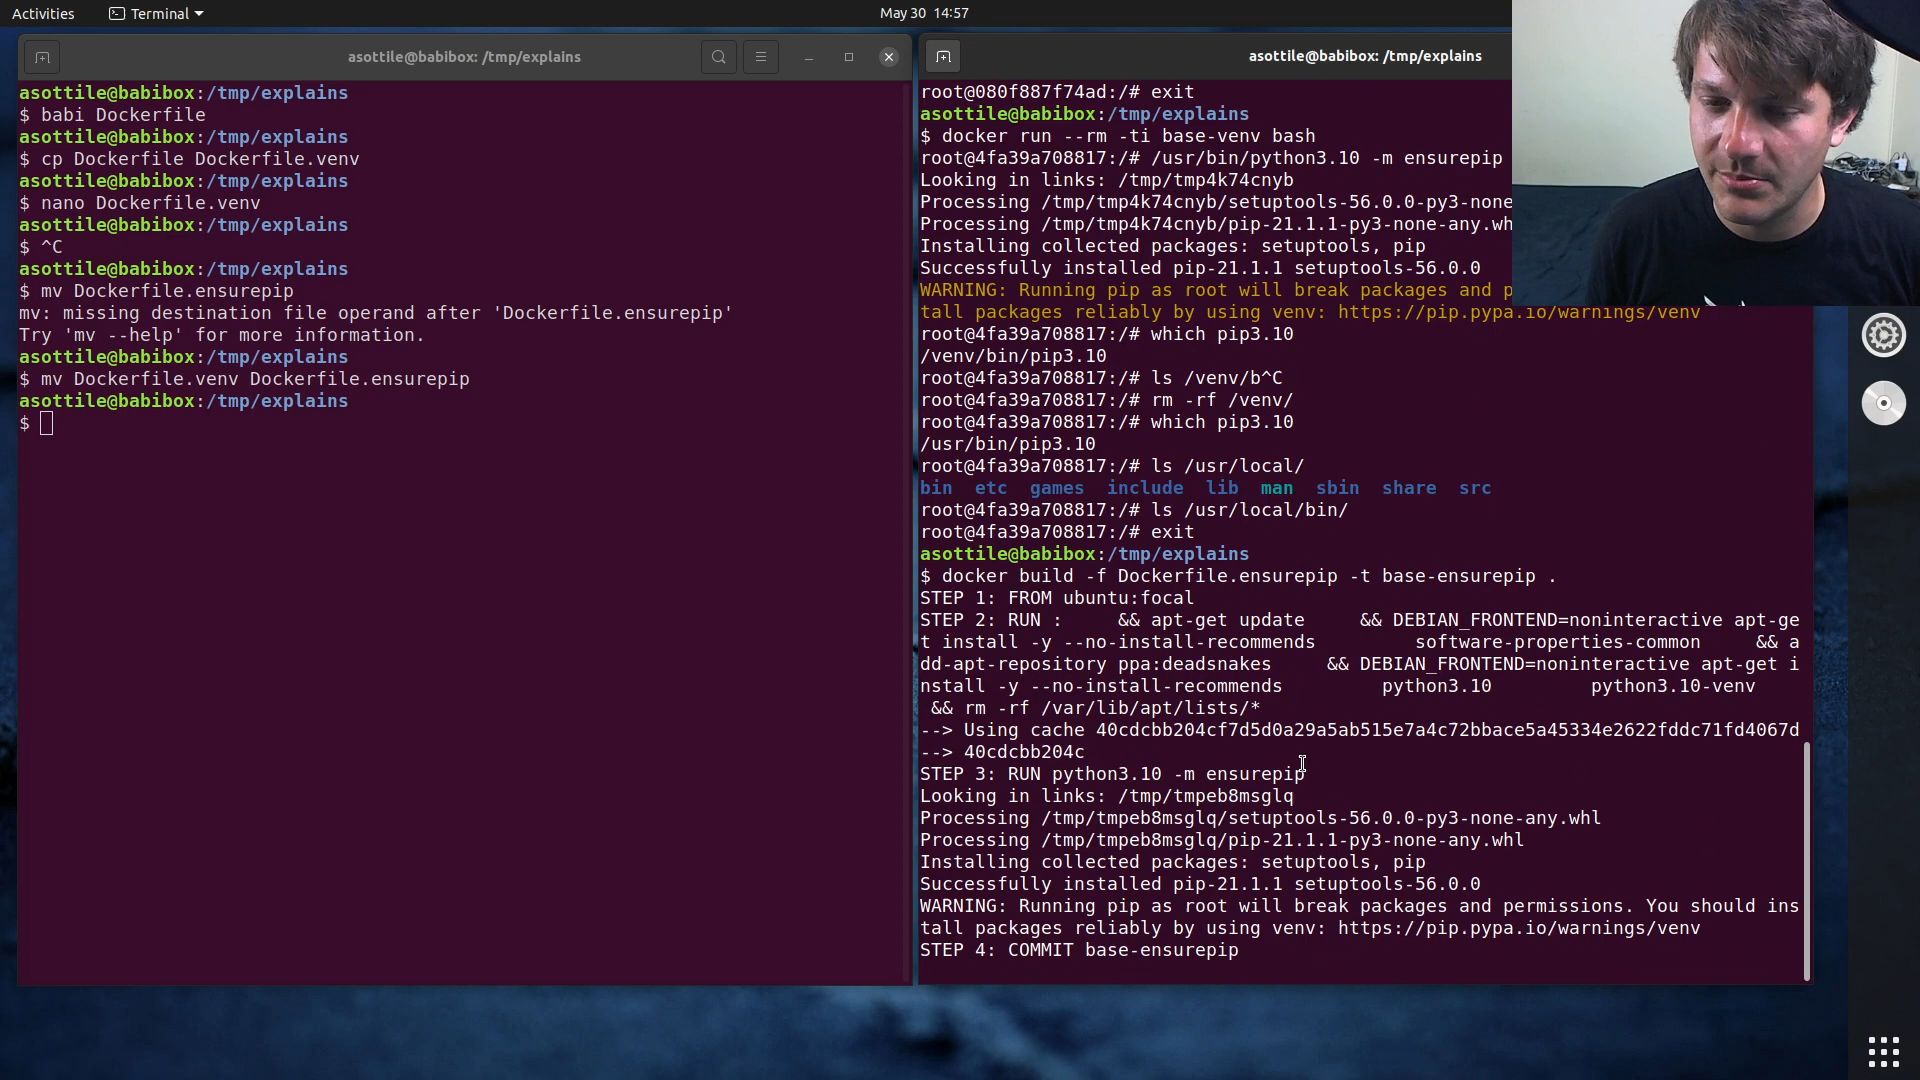 Activities
Terminal
May 30 14:57
asottile@babibox: /tmp/explains
asottile@babibox:/tmp/explains
$ babi Dockerfile
asottile@babibox:/tmp/explains
$ cp Dockerfile Dockerfile.venv
asottile@babibox:/tmp/explains
$ nano Dockerfile.venv
asottile@babibox:/tmp/explains
$ ^C
asottile@babibox:/tmp/explains
$ mv Dockerfile.ensurepip
mv: missing destination file operand after 'Dockerfile.ensurepip'
Try 'mv --help' for more information.
asottile@babibox:/tmp/explains
$ mv Dockerfile.venv Dockerfile.ensurepip
asottile@babibox:/tmp/explains
$
asottile@babibox: /tmp/explains
root@080f887f74ad:/# exit
asottile@babibox:/tmp/explains
$ docker run --rm -ti base-venv bash
root@4fa39a708817:/# /usr/bin/python3.10 -m ensurepip
Looking in links: /tmp/tmp4k74cnyb
Processing /tmp/tmp4k74cnyb/setuptools-56.0.0-py3-none
Processing /tmp/tmp4k74cnyb/pip-21.1.1-py3-none-any.wh
Installing collected packages: setuptools, pip
Successfully installed pip-21.1.1 setuptools-56.0.0
WARNING: Running pip as root will break packages and p
tall packages reliably by using venv: https://pip.pypa.io/warnings/venv
root@4fa39a708817:/# which pip3.10
/venv/bin/pip3.10
root@4fa39a708817:/# ls /venv/b^C
root@4fa39a708817:/# rm -rf /venv/
root@4fa39a708817:/# which pip3.10
/usr/bin/pip3.10
root@4fa39a708817:/# ls /usr/local/
bin etc games include lib man sbin share src
root@4fa39a708817:/# ls /usr/local/bin/
root@4fa39a708817:/# exit
asottile@babibox:/tmp/explains
$ docker build -f Dockerfile.ensurepip -t base-ensurepip .
STEP 1: FROM ubuntu:focal
STEP 2: RUN : && apt-get update && DEBIAN_FRONTEND=noninteractive apt-ge
t install -y --no-install-recommends software-properties-common && a
dd-apt-repository ppa:deadsnakes && DEBIAN_FRONTEND=noninteractive apt-get i
nstall -y --no-install-recommends python3.10 python3.10-venv
&& rm -rf /var/lib/apt/lists/*
--> Using cache 40cdcbb204cf7d5d0a29a5ab515e7a4c72bbace5a45334e2622fddc71fd4067d
--> 40cdcbb204c
STEP 3: RUN python3.10 -m ensurepip
Looking in links: /tmp/tmpeb8msglq
Processing /tmp/tmpeb8msglq/setuptools-56.0.0-py3-none-any.whl
Processing /tmp/tmpeb8msglq/pip-21.1.1-py3-none-any.whl
Installing collected packages: setuptools, pip
Successfully installed pip-21.1.1 setuptools-56.0.0
WARNING: Running pip as root will break packages and permissions. You should ins
tall packages reliably by using venv: https://pip.pypa.io/warnings/venv
STEP 4: COMMIT base-ensurepip